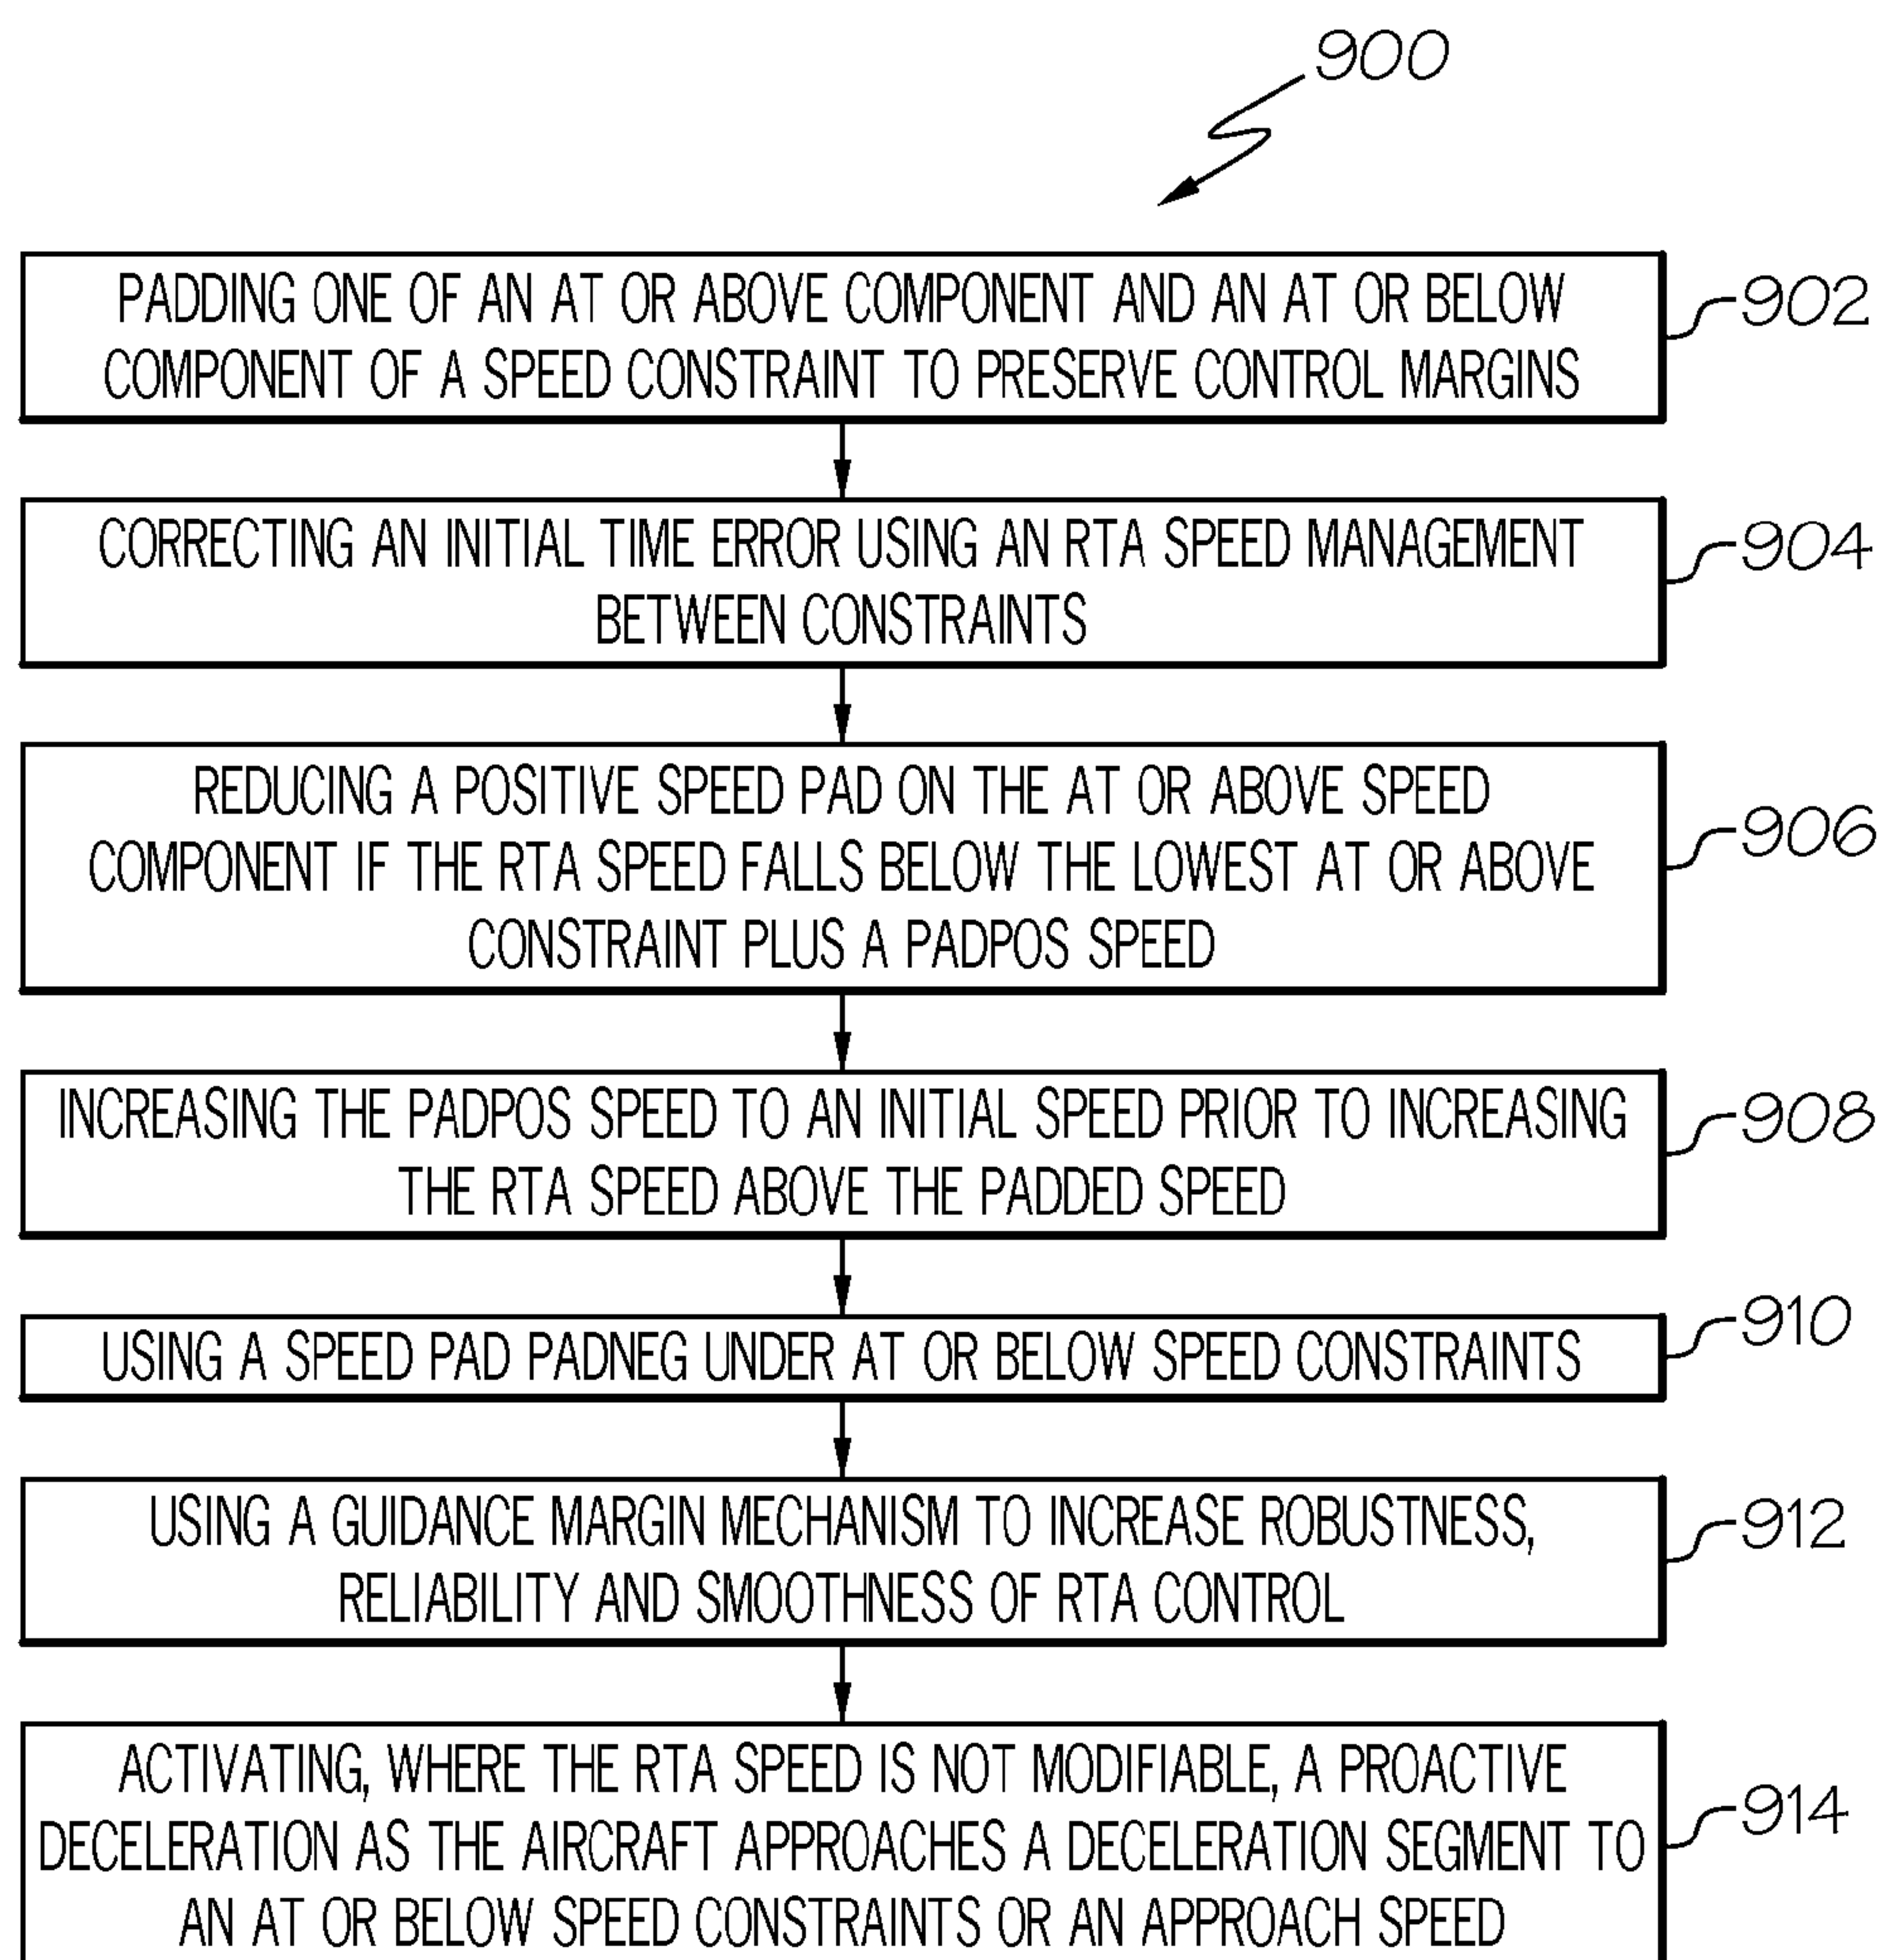 900
PADDING ONE OF AN AT OR ABOVE COMPONENT AND AN AT OR BELOW
COMPONENT OF A SPEED CONSTRAINT TO PRESERVE CONTROL MARGINS
902
CORRECTING AN INITIAL TIME ERROR USING AN RTA SPEED MANAGEMENT
BETWEEN CONSTRAINTS
904
REDUCING A POSITIVE SPEED PAD ON THE AT OR ABOVE SPEED
COMPONENT IF THE RTA SPEED FALLS BELOW THE LOWEST AT OR ABOVE
CONSTRAINT PLUS A PADPOS SPEED
906
INCREASING THE PADPOS SPEED TO AN INITIAL SPEED PRIOR TO INCREASING
THE RTA SPEED ABOVE THE PADDED SPEED
908
USING A SPEED PAD PADNEG UNDER AT OR BELOW SPEED CONSTRAINTS
910
USING A GUIDANCE MARGIN MECHANISM TO INCREASE ROBUSTNESS,
RELIABILITY AND SMOOTHNESS OF RTA CONTROL
912
ACTIVATING, WHERE THE RTA SPEED IS NOT MODIFIABLE, A PROACTIVE
DECELERATION AS THE AIRCRAFT APPROACHES A DECELERATION SEGMENT TO
AN AT OR BELOW SPEED CONSTRAINTS OR AN APPROACH SPEED
914